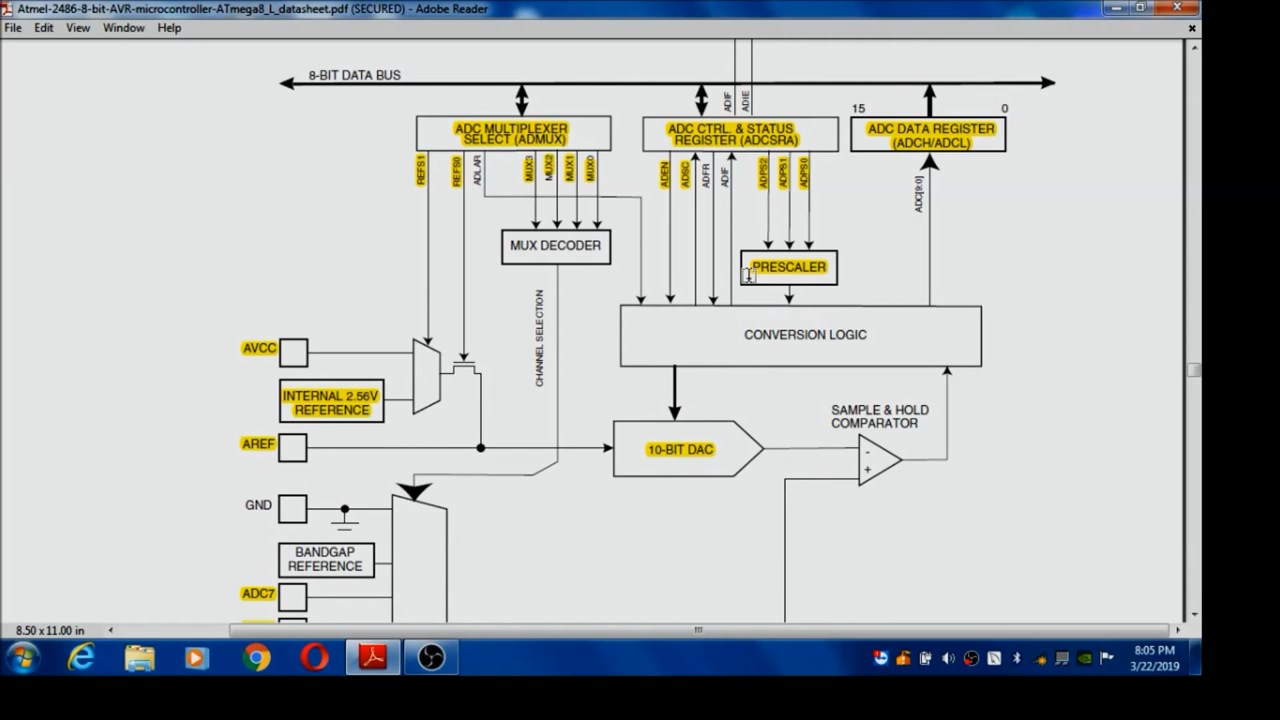 Atmel-2486-8-bit-AVR-microcontroller-ATmega8_L_datasheet.pdf (SECURED) - Adobe Reader
File Edit View Window Help
8-BIT DATA BUS
ADIF
ADIE
15
0
ADC MULTIPLEXER
SELECT (ADMUX)
ADC CTRL. & STATUS
REGISTER (ADCSRA)
ADC DATA REGISTER
(ADCH/ADCL)
REFS1
REFS0
ADLAR
MUX3
MUX2
MUX1
MUX0
ADEN
ADSC
ADFR
ADIF
ADPS2
ADPS1
ADPS0
ADC[9:0]
MUX DECODER
PRESCALER
CHANNEL SELECTION
CONVERSION LOGIC
AVCC
INTERNAL 2.56V
REFERENCE
SAMPLE & HOLD
COMPARATOR
AREF
10-BIT DAC
-
+
GND
BANDGAP
REFERENCE
ADC7
8.50 x 11.00 in
8:05 PM
3/22/2019